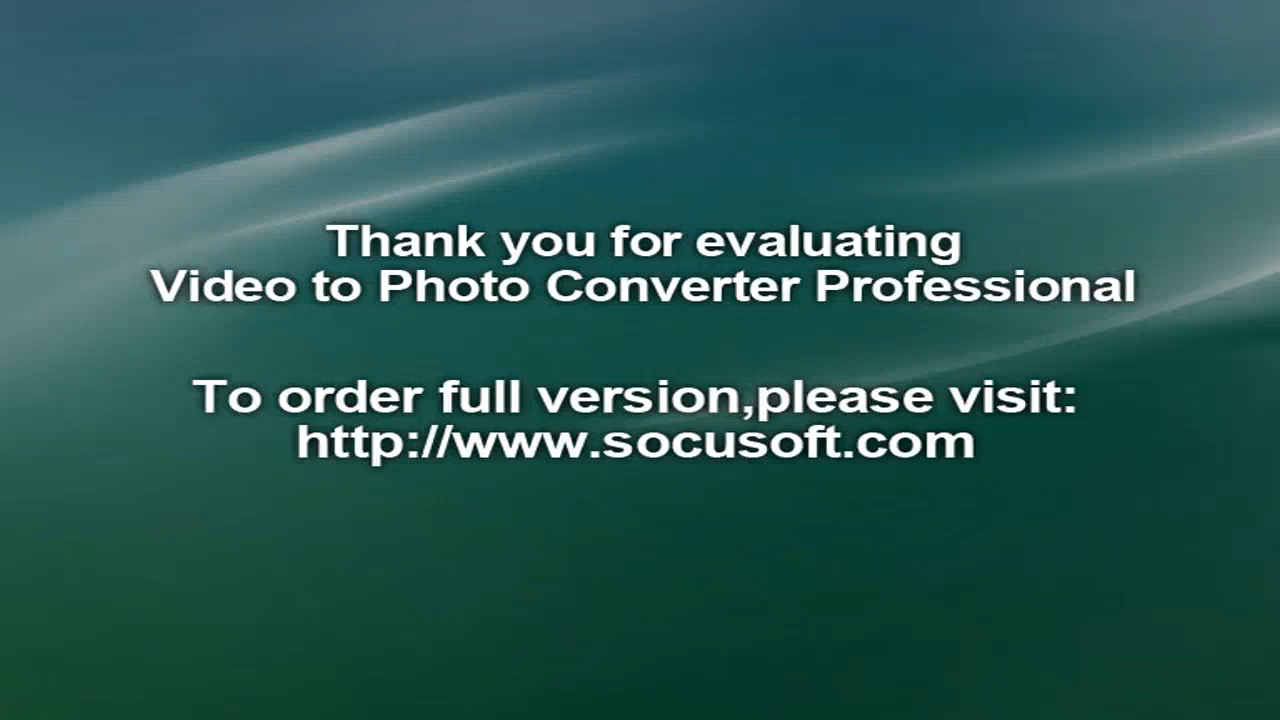 Thank you for evaluating
Video to Photo Converter Professional
To order full version,please visit:
http://www.socusoft.com